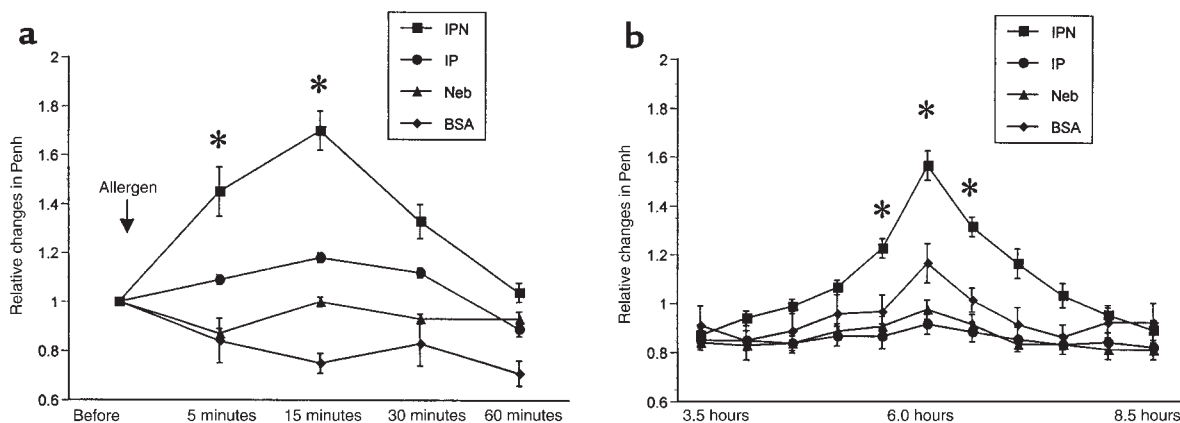 a
IPN
IP
Neb
BSA
Relative changes in Penh
2
1.8
1.6
1.4
1.2
1
0.8
0.6
Allergen
*
*
Before
5 minutes
15 minutes
30 minutes
60 minutes
b
IPN
IP
Neb
BSA
Relative changes in Penh
2
1.8
1.6
1.4
1.2
1
0.8
0.6
*
*
*
3.5 hours
6.0 hours
8.5 hours